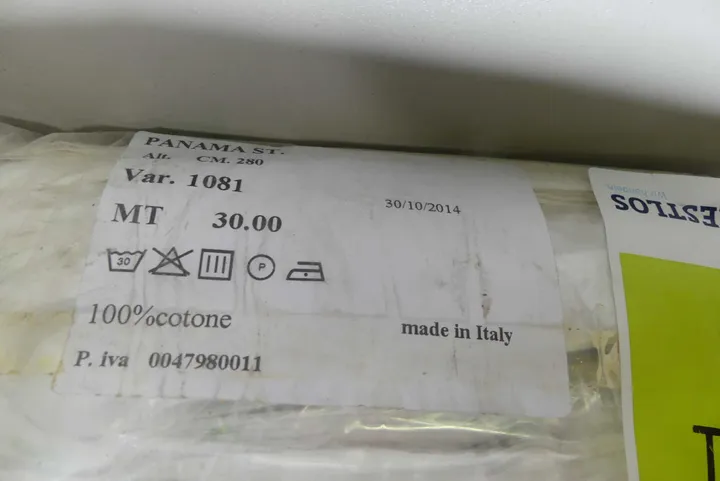 PANAMA ST.
Alt. CM. 280
Var. 1081
30/10/2014
MT 30.00
30
P
100%cotone
made in Italy
P. iva 0047980011
ESTLOS